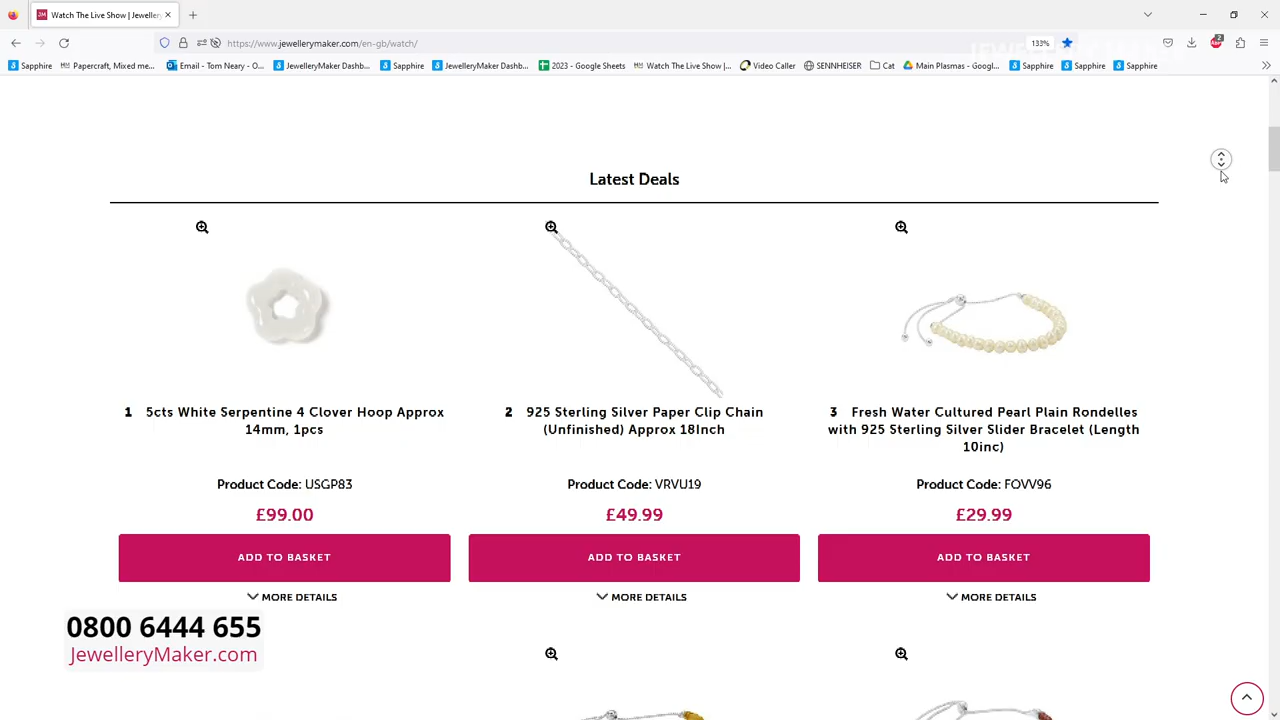 Watch The Live Show | Jeweller
https://www.jewellerymaker.com/en-gb/watch/
133%
2
Sapphire
Papercraft, Mixed me...
Email - Tom Neary - O...
JewelleryMaker Dashb...
Sapphire
JewelleryMaker Dashb...
2023 - Google Sheets
Watch The Live Show |...
Video Caller
SENNHEISER
Cat
Main Plasmas - Googl...
Sapphire
Sapphire
Sapphire
Latest Deals
1 5cts White Serpentine 4 Clover Hoop Approx
14mm, 1pcs
Product Code: USGP83
£99.00
ADD TO BASKET
MORE DETAILS
2 925 Sterling Silver Paper Clip Chain
(Unfinished) Approx 18Inch
Product Code: VRVU19
£49.99
ADD TO BASKET
MORE DETAILS
3 Fresh Water Cultured Pearl Plain Rondelles
with 925 Sterling Silver Slider Bracelet (Length
10inc)
Product Code: FOVV96
£29.99
ADD TO BASKET
MORE DETAILS
0800 6444 655
JewelleryMaker.com